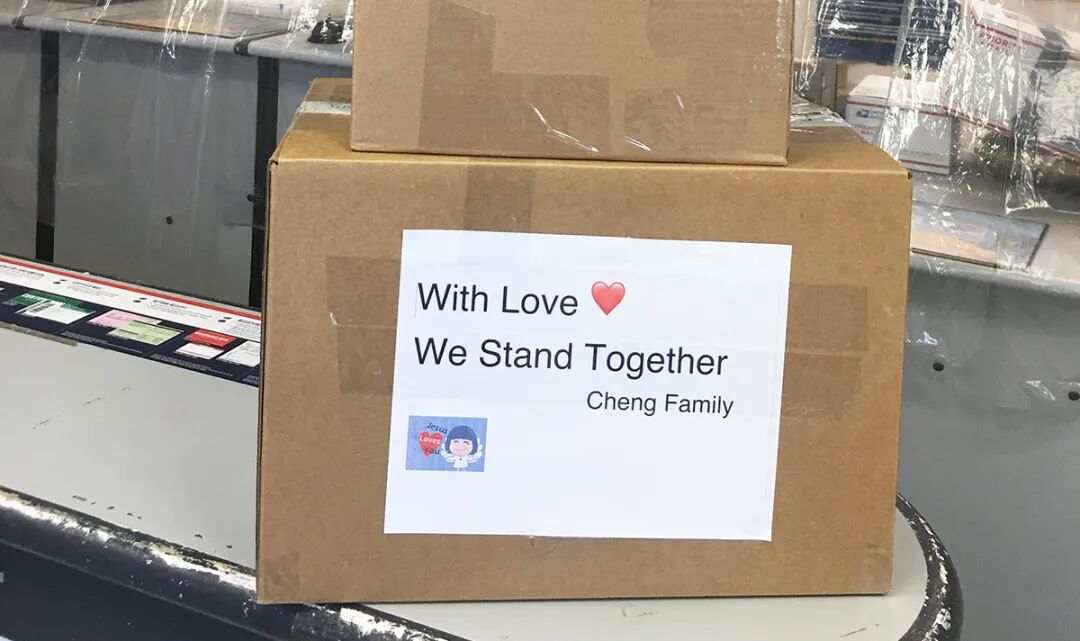 With Love ❤️
We Stand Together
Cheng Family
Jesus
Loves
You